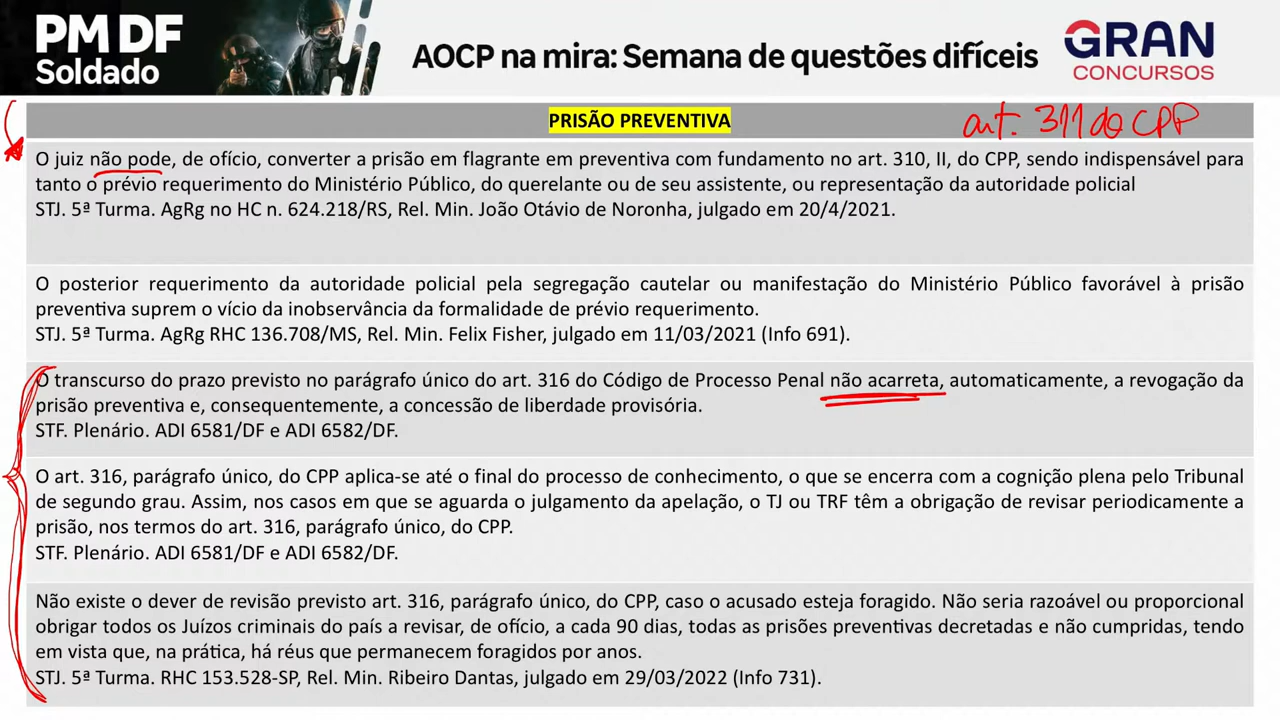 PM DF
Soldado
AOCP na mira: Semana de questões difíceis
GRAN
CONCURSOS
PRISÃO PREVENTIVA
art. 311 do CPP
O juiz não pode, de ofício, converter a prisão em flagrante em preventiva com fundamento no art. 310, II, do CPP, sendo indispensável para
tanto o prévio requerimento do Ministério Público, do querelante ou de seu assistente, ou representação da autoridade policial
STJ. 5ª Turma. AgRg no HC n. 624.218/RS, Rel. Min. João Otávio de Noronha, julgado em 20/4/2021.
O posterior requerimento da autoridade policial pela segregação cautelar ou manifestação do Ministério Público favorável à prisão
preventiva suprem o vício da inobservância da formalidade de prévio requerimento.
STJ. 5ª Turma. AgRg RHC 136.708/MS, Rel. Min. Felix Fisher, julgado em 11/03/2021 (Info 691).
O transcurso do prazo previsto no parágrafo único do art. 316 do Código de Processo Penal não acarreta, automaticamente, a revogação da
prisão preventiva e, consequentemente, a concessão de liberdade provisória.
STF. Plenário. ADI 6581/DF e ADI 6582/DF.
O art. 316, parágrafo único, do CPP aplica-se até o final do processo de conhecimento, o que se encerra com a cognição plena pelo Tribunal
de segundo grau. Assim, nos casos em que se aguarda o julgamento da apelação, o TJ ou TRF têm a obrigação de revisar periodicamente a
prisão, nos termos do art. 316, parágrafo único, do CPP.
STF. Plenário. ADI 6581/DF e ADI 6582/DF.
Não existe o dever de revisão previsto art. 316, parágrafo único, do CPP, caso o acusado esteja foragido. Não seria razoável ou proporcional
obrigar todos os Juízos criminais do país a revisar, de ofício, a cada 90 dias, todas as prisões preventivas decretadas e não cumpridas, tendo
em vista que, na prática, há réus que permanecem foragidos por anos.
STJ. 5ª Turma. RHC 153.528-SP, Rel. Min. Ribeiro Dantas, julgado em 29/03/2022 (Info 731).